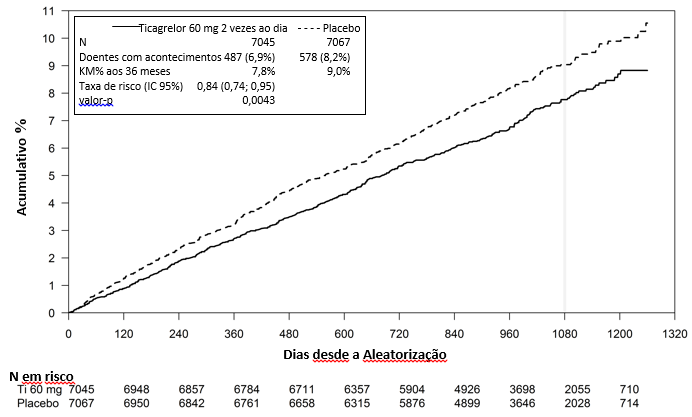 Ticagrelor 60 mg 2 vezes ao dia Placebo
N 7045 7067
Doentes com acontecimentos 487 (6,9%) 578 (8,2%)
KM% aos 36 meses 7,8% 9,0%
Taxa de risco (IC 95%) 0,84 (0,74; 0,95)
valor-p 0,0043
Acumulativo %
11
10
9
8
7
6
5
4
3
2
1
0
0 120 240 360 480 600 720 840 960 1080 1200 1320
Dias desde a Aleatorização
N em risco
Ti 60 mg 7045 6948 6857 6784 6711 6357 5904 4926 3698 2055 710
Placebo 7067 6950 6842 6761 6658 6315 5876 4899 3646 2028 714